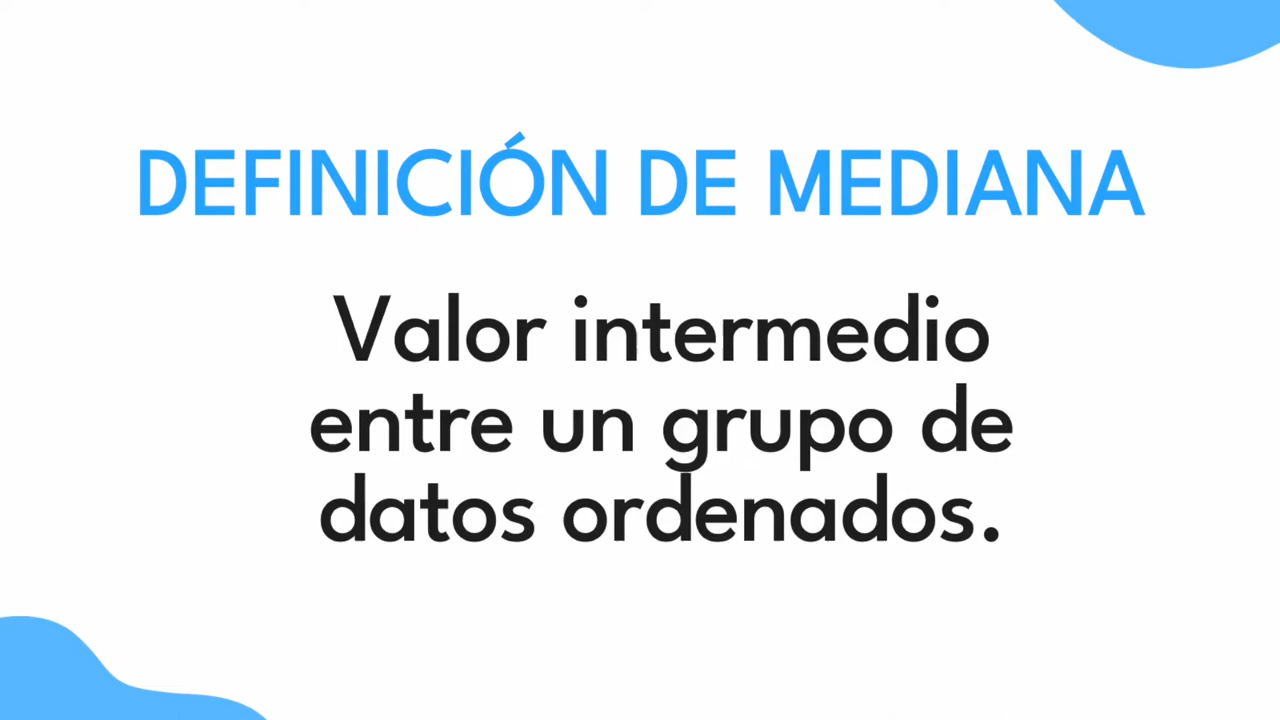 DEFINICIÓN DE MEDIANA
Valor intermedio
entre un grupo de
datos ordenados.